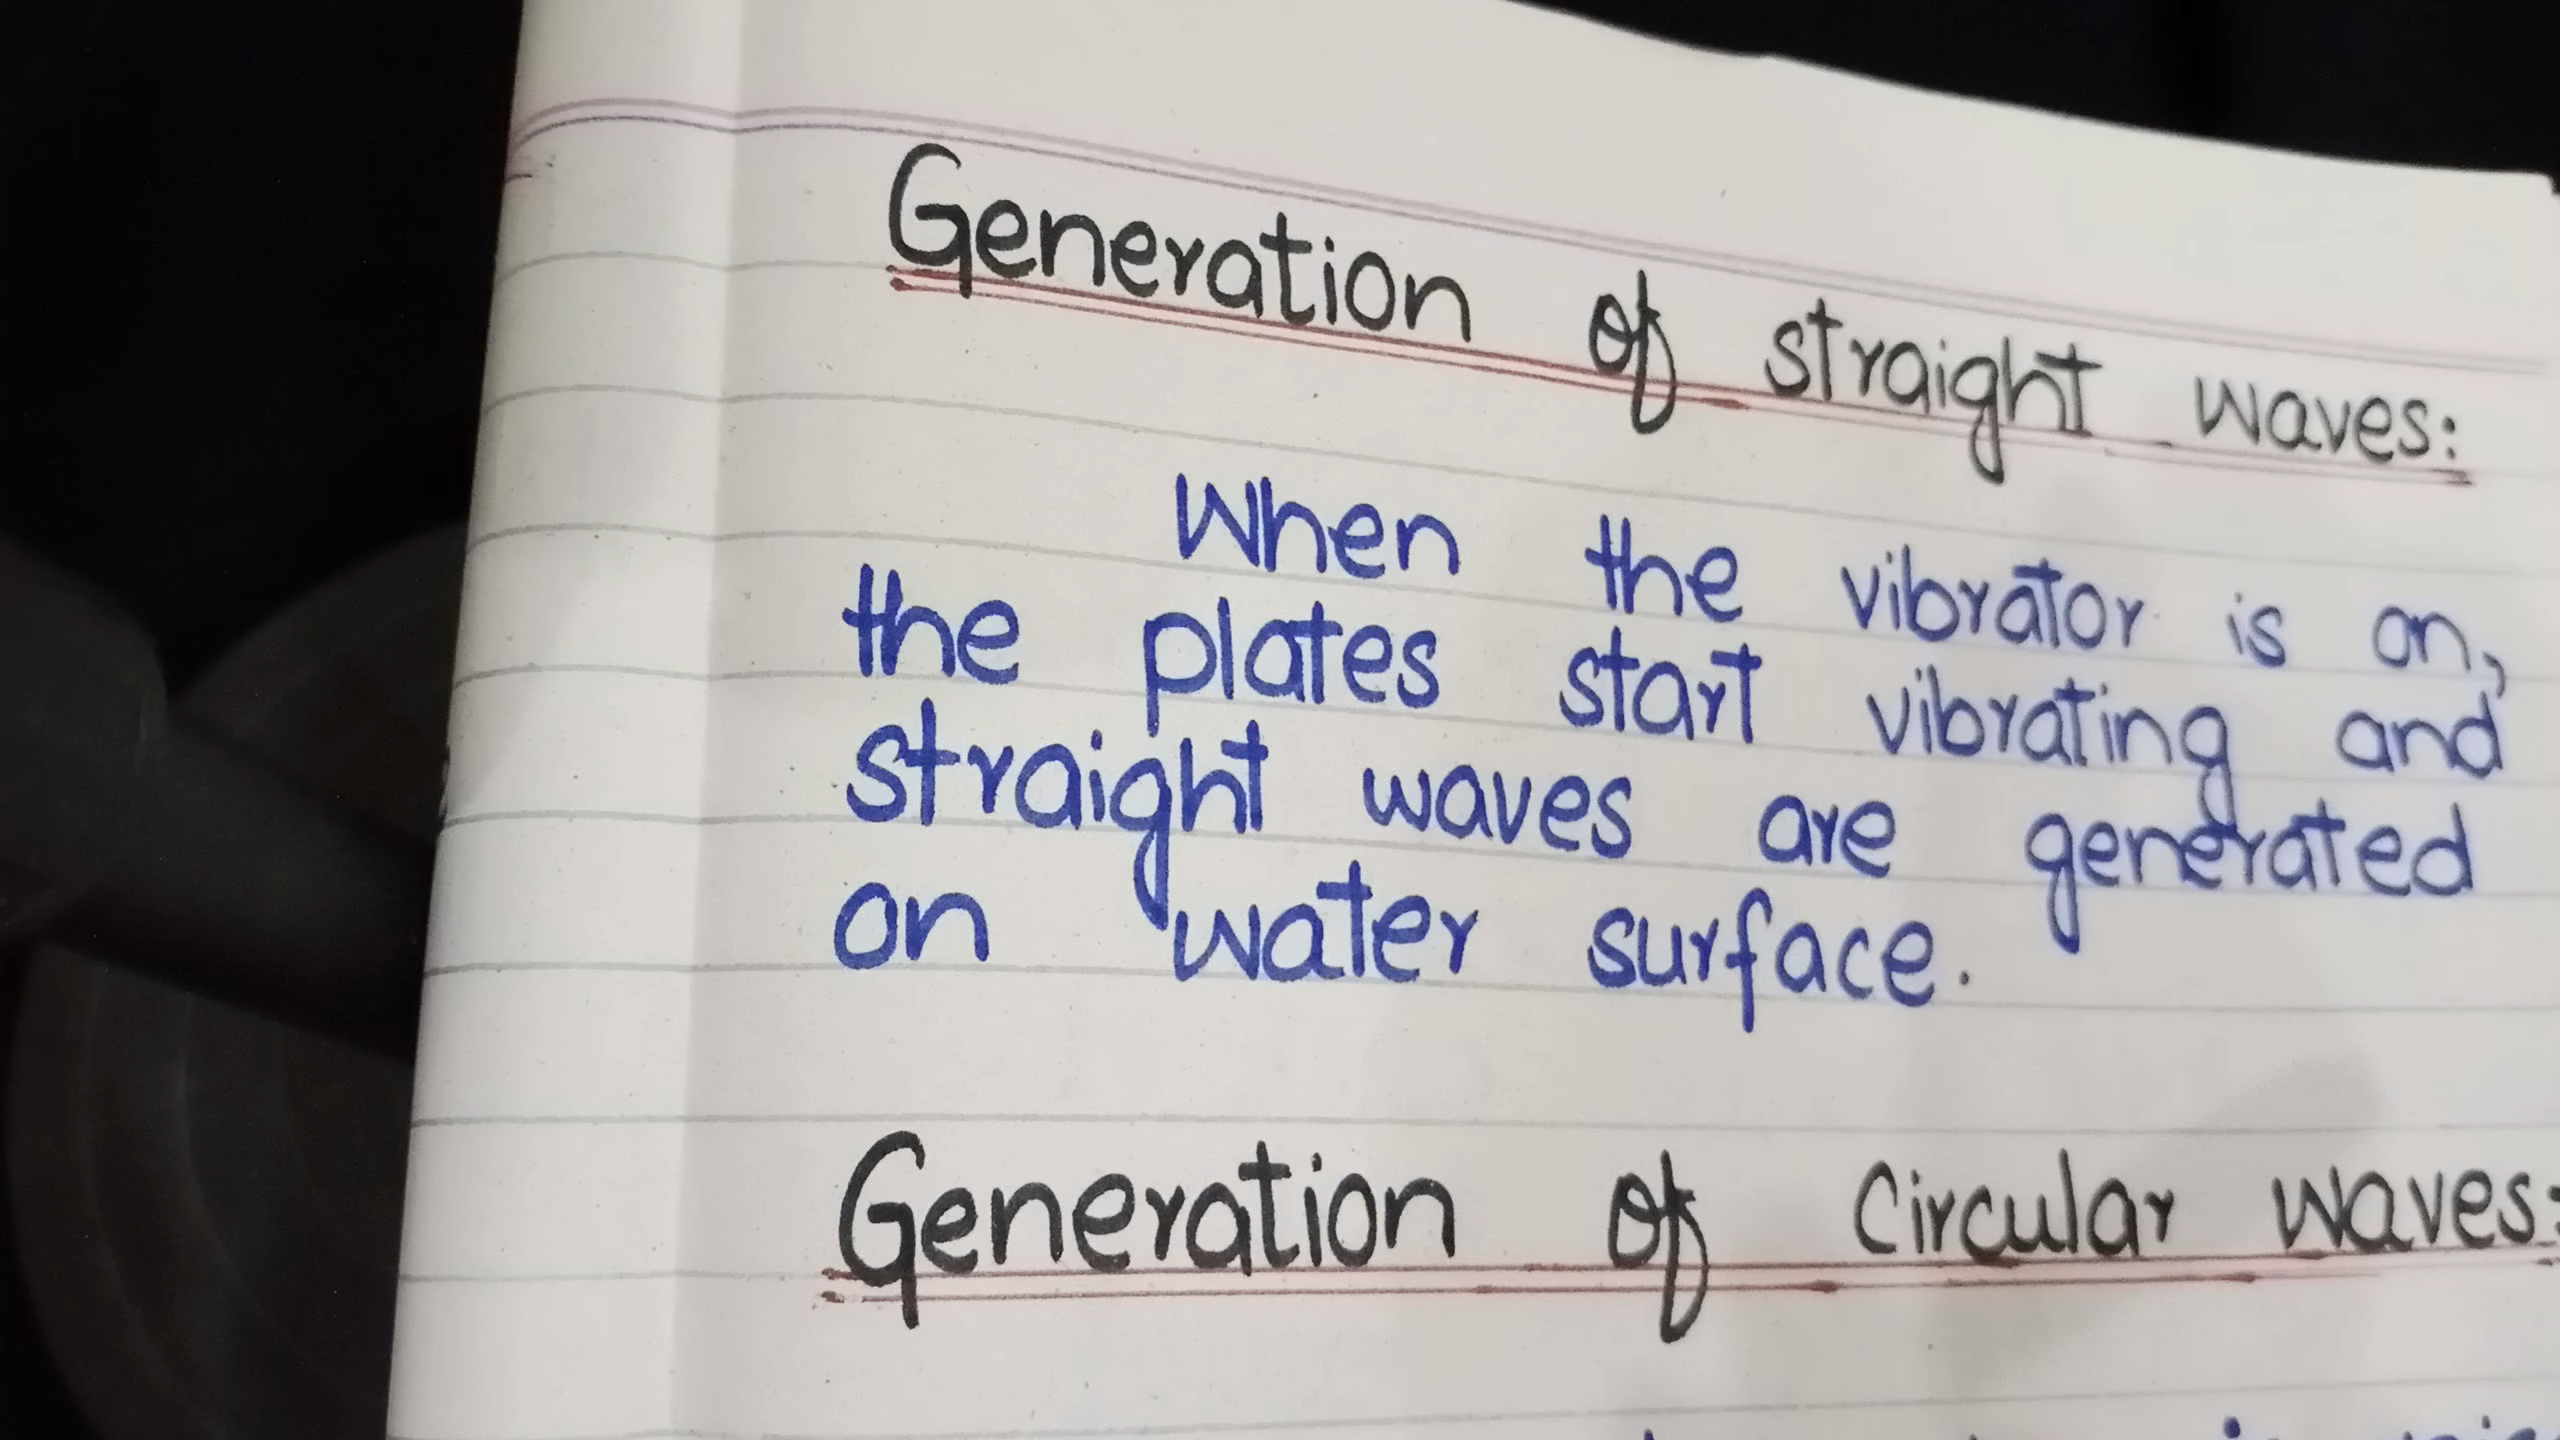 Generation of straight waves:
When the vibrator is on,
the plates start vibrating and
straight waves are generated
on water surface.
Generation of Circular waves: